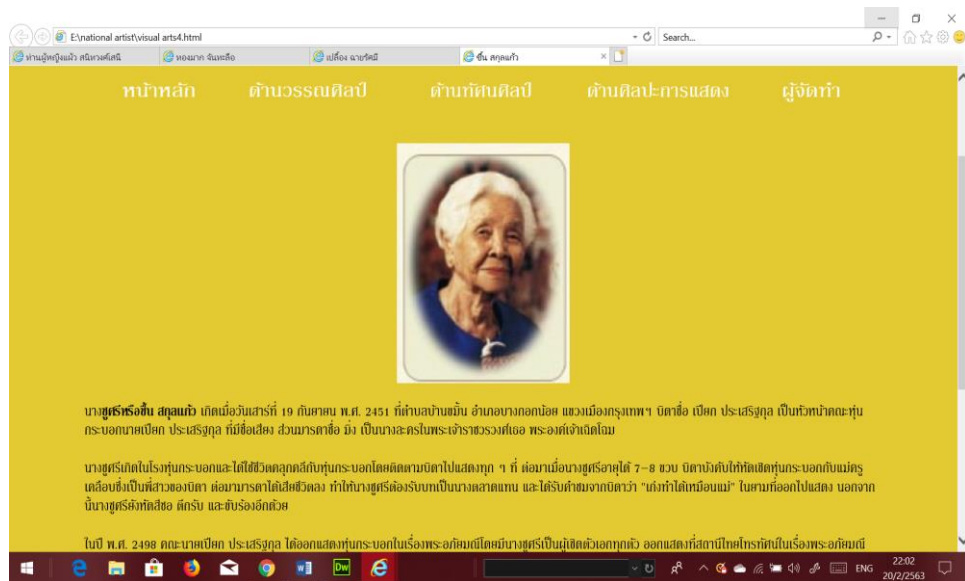 E:\national artist\visual arts4.html
Search...
ท่านผู้หญิงแผ้ว สนิทวงศ์เสนี
ทองมาก จันทะลือ
เปลื้อง ฉายรัศมี
ชื้น สกุลแก้ว
หน้าหลัก ด้านวรรณศิลป์ ด้านทัศนศิลป์ ด้านศิลปะการแสดง ผู้จัดทำ
นางชูศรีหรือชื้น สกุลแก้ว เกิดเมื่อวันเสาร์ที่ 19 กันยายน พ.ศ. 2451 ที่ตำบลบ้านขมิ้น อำเภอบางกอกน้อย แขวงเมืองกรุงเทพฯ บิดาชื่อ เปียก ประเสริฐกุล เป็นหัวหน้าคณะหุ่น
กระบอกนายเปียก ประเสริฐกุล ที่มีชื่อเสียง ส่วนมารดาชื่อ มิ่ง เป็นนางละครในพระเจ้าราชวรวงศ์เธอ พระองค์เจ้าเฉิดโฉม
นางชูศรีเกิดในโรงหุ่นกระบอกและได้ใช้ชีวิตคลุกคลีกับหุ่นกระบอกโดยติดตามบิดาไปแสดงทุก ๆ ที่ ต่อมาเมื่อนางชูศรีอายุได้ 7-8 ขวบ บิดาบังคับให้หัดเชิดหุ่นกระบอกกับแม่ครู
เคลือบซึ่งเป็นพี่สาวของบิดา ต่อมามารดาได้เสียชีวิตลง ทำให้นางชูศรีต้องรับบทเป็นนางตลาดแทน และได้รับคำชมจากบิดาว่า "เก่งทำได้เหมือนแม่" ในยามที่ออกไปแสดง นอกจาก
นี้นางชูศรียังหัดสีซอ ตีกรับ และขับร้องอีกด้วย
ในปี พ.ศ. 2498 คณะนายเปียก ประเสริฐกุล ได้ออกแสดงหุ่นกระบอกในเรื่องพระอภัยมณีโดยมีนางชูศรีเป็นผู้เชิดตัวเอกทุกตัว ออกแสดงที่สถานีไทยโทรทัศน์ในเรื่องพระอภัยมณี
ENG
22:02
20/2/2563